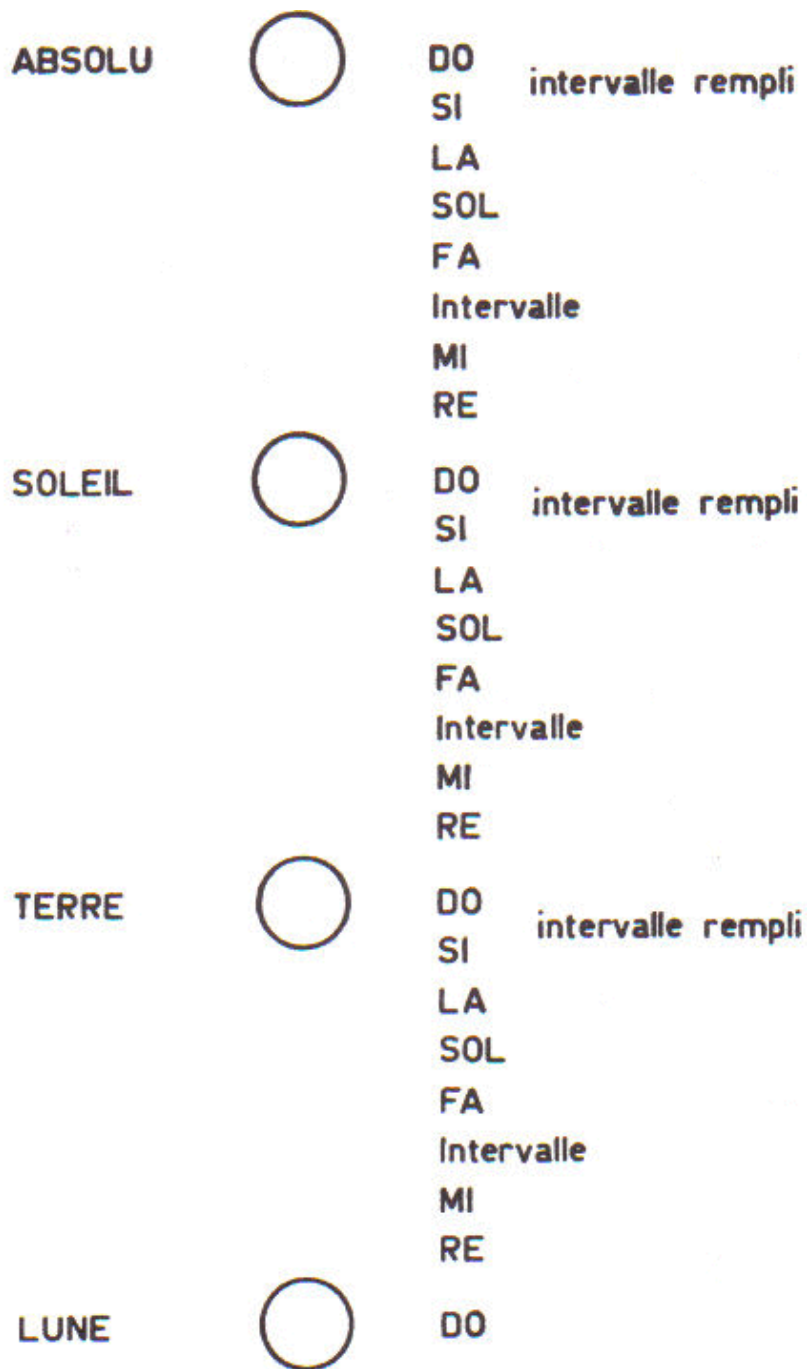 ABSOLU DO intervalle rempli
SI
LA
SOL
FA
Intervalle
MI
RE
SOLEIL DO intervalle rempli
SI
LA
SOL
FA
Intervalle
MI
RE
TERRE DO intervalle rempli
SI
LA
SOL
FA
Intervalle
MI
RE
LUNE DO